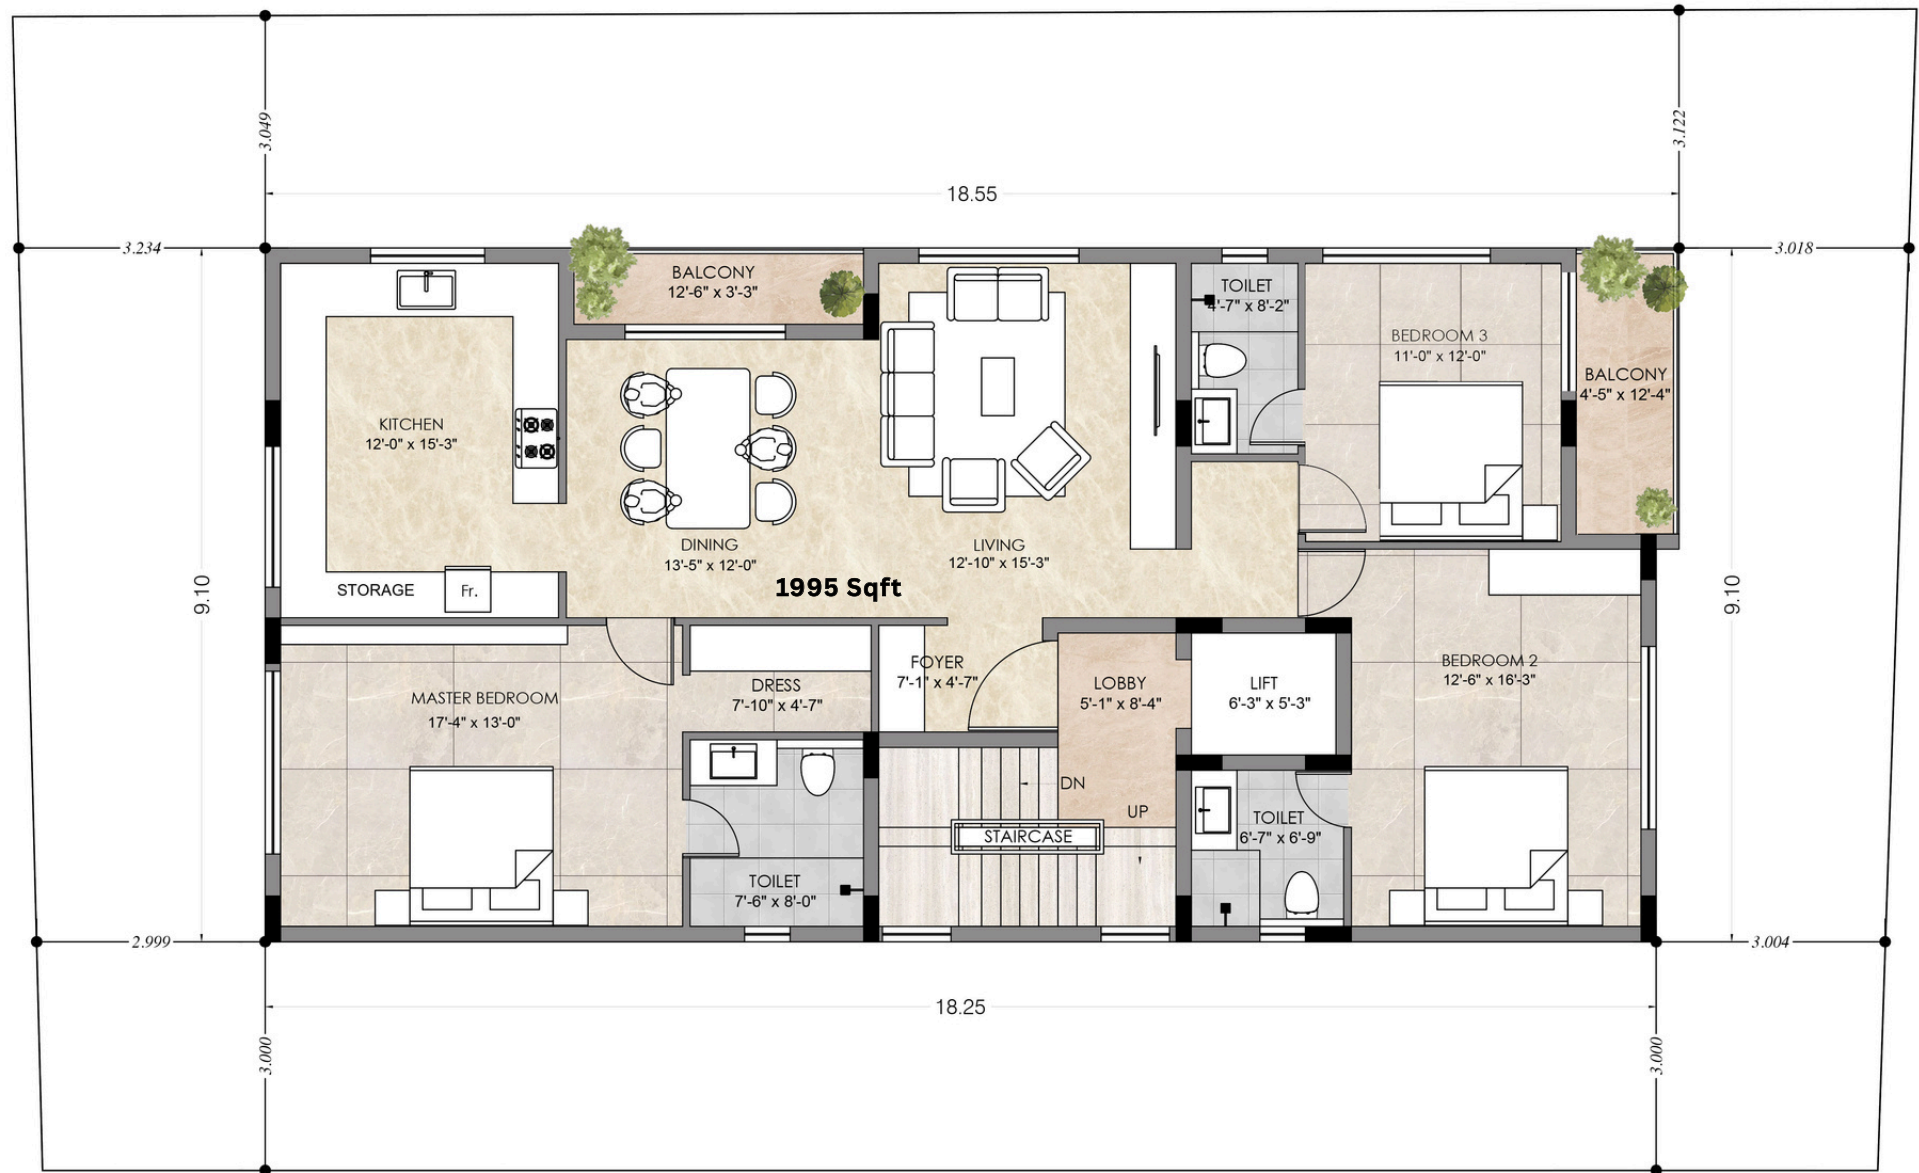 3.049
3.122
18.55
3.234
3.018
BALCONY
12'-6" x 3'-3"
TOILET
4'-7" x 8'-2"
BEDROOM 3
11'-0" x 12'-0"
BALCONY
4'-5" x 12'-4"
KITCHEN
12'-0" x 15'-3"
DINING
13'-5" x 12'-0"
LIVING
12'-10" x 15'-3"
1995 Sqft
STORAGE
Fr.
9.10
9.10
MASTER BEDROOM
17'-4" x 13'-0"
DRESS
7'-10" x 4'-7"
FOYER
7'-1" x 4'-7"
LOBBY
5'-1" x 8'-4"
LIFT
6'-3" x 5'-3"
BEDROOM 2
12'-6" x 16'-3"
DN
UP
STAIRCASE
TOILET
6'-7" x 6'-9"
TOILET
7'-6" x 8'-0"
2.999
3.004
18.25
3.000
3.000